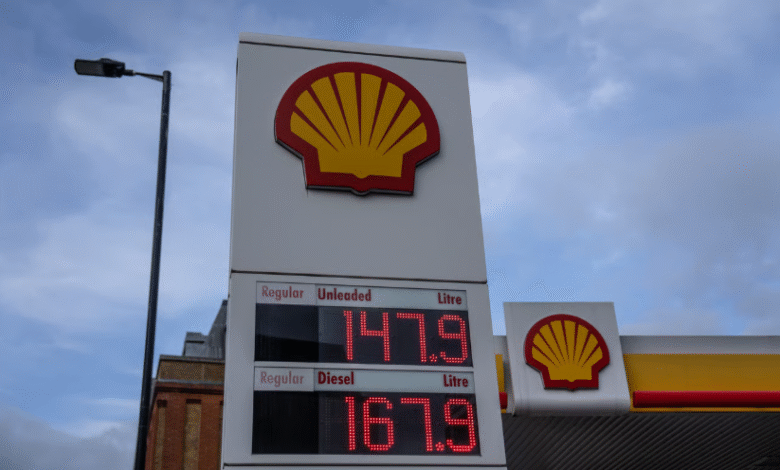 Regular Unleaded Litre
147.9
Regular Diesel Litre
167.9